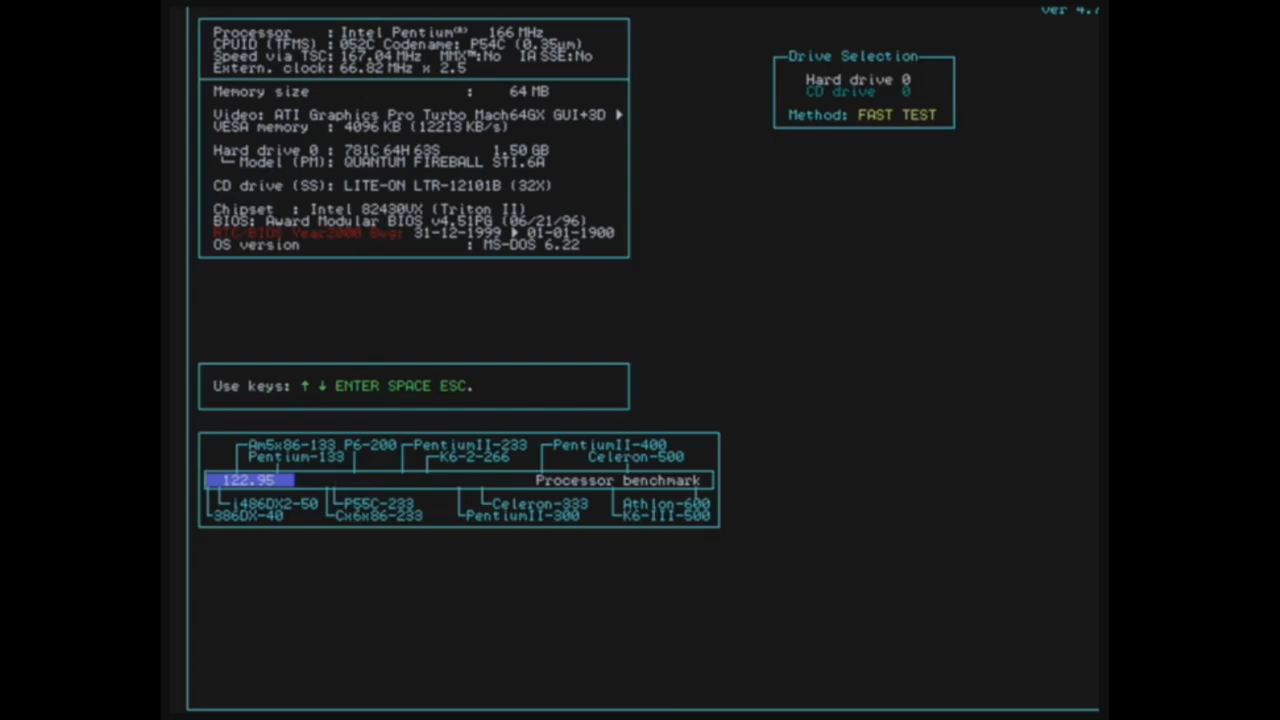 ver 4.7
Processor : Intel Pentium(R) 166 MHz
CPUID (TFMS) : 052C Codename: P54C (0.35µm)
Speed via TSC: 167.04 MHz MMX™:No IA SSE:No
Extern. clock: 66.82 MHz x 2.5
Memory size : 64 MB
Video: ATI Graphics Pro Turbo Mach64GX GUI+3D ▶
VESA memory : 4096 KB (12213 KB/s)
Hard drive 0 : 781C 64H 63S 1.50 GB
└─Model (PM): QUANTUM FIREBALL ST1.6A
CD drive (SS): LITE-ON LTR-12101B (32X)
Chipset : Intel 82430VX (Triton II)
BIOS: Award Modular BIOS v4.51PG (06/21/96)
RTC/BIOS Year2000 Bug: 31-12-1999 ▶ 01-01-1900
OS version : MS-DOS 6.22
Drive Selection
Hard drive 0
CD drive 0
Method: FAST TEST
Use keys: ↑ ↓ ENTER SPACE ESC.
Am5x86-133 P6-200 PentiumII-233 PentiumII-400
Pentium-133 K6-2-266 Celeron-500
122.95 Processor benchmark
i486DX2-50 P55C-233 Celeron-333 Athlon-600
386DX-40 Cx6x86-233 PentiumII-300 K6-III-500